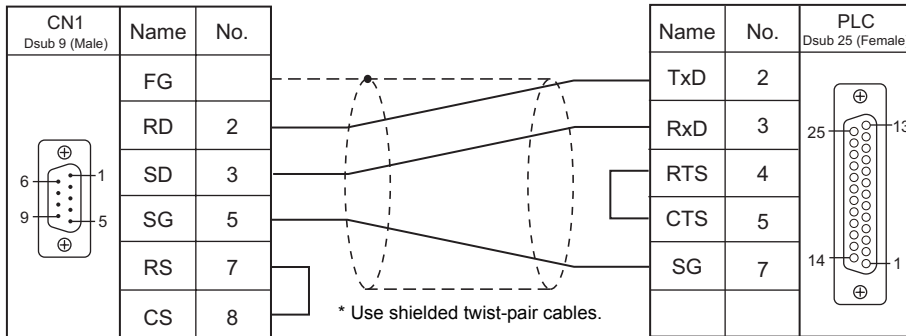 CN1
Dsub 9 (Male)
Name No.
FG
RD 2
SD 3
SG 5
RS 7
CS 8
6
1
9
5
* Use shielded twist-pair cables.
Name No.
TxD 2
RxD 3
RTS 4
CTS 5
SG 7
PLC
Dsub 25 (Female
25
13
14
1